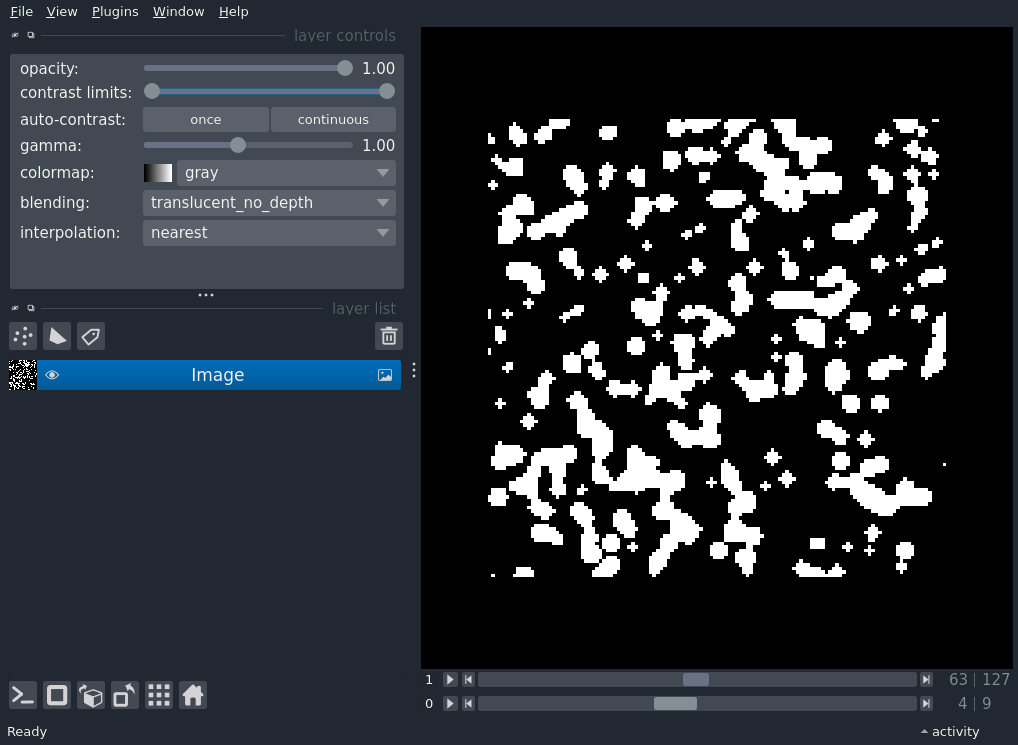 File View Plugins Window Help
layer controls
opacity: 1.00
contrast limits:
auto-contrast: once continuous
gamma: 1.00
colormap: gray
blending: translucent_no_depth
interpolation: nearest
layer list
Image
1 63 | 127
0 4 | 9
Ready activity